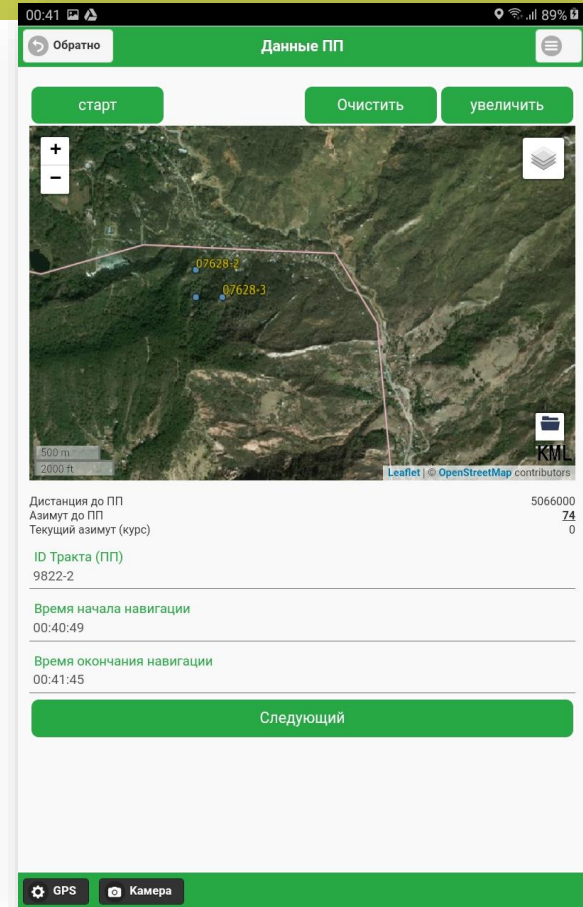 00:41 89%
Обратно Данные ПП
старт Очистить увеличить
+
−
07628-2
07628-3
500 m
2000 ft
KML
Leaflet | © OpenStreetMap contributors
Дистанция до ПП 5066000
Азимут до ПП 74
Текущий азимут (курс) 0
ID Тракта (ПП)
9822-2
Время начала навигации
00:40:49
Время окончания навигации
00:41:45
Следующий
GPS Камера